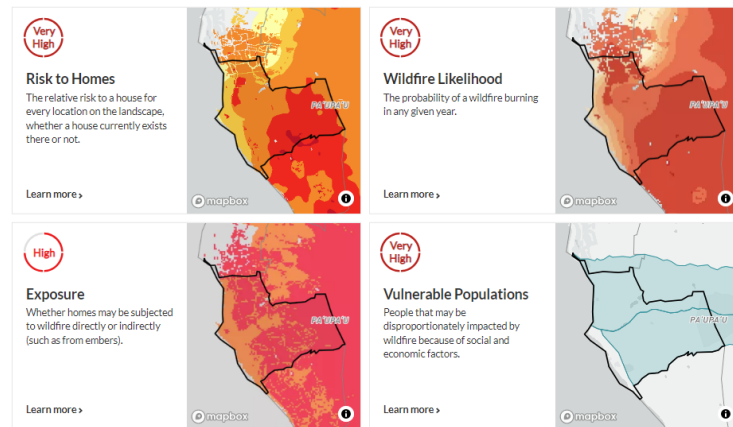 Very
High
Risk to Homes
The relative risk to a house for
every location on the landscape,
whether a house currently exists
there or not.
Learn more ›
PA'UPA'U
mapbox
Very
High
Wildfire Likelihood
The probability of a wildfire burning
in any given year.
Learn more ›
PA'UPA'U
mapbox
High
Exposure
Whether homes may be subjected
to wildfire directly or indirectly
(such as from embers).
Learn more ›
PA'UPA'U
mapbox
Very
High
Vulnerable Populations
People that may be
disproportionately impacted by
wildfire because of social and
economic factors.
Learn more ›
PA'UPA'U
mapbox